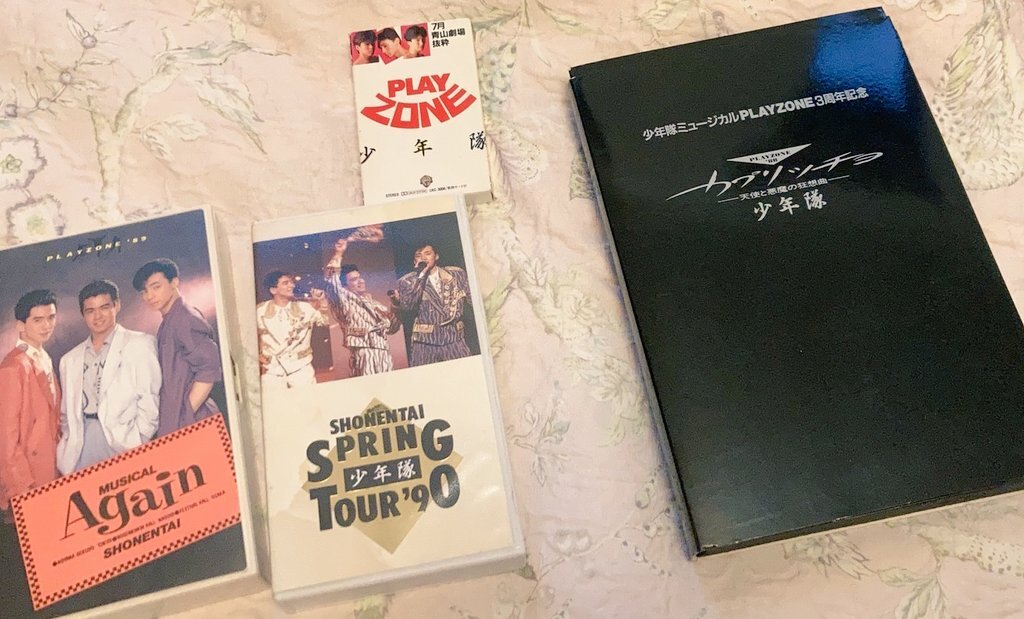 7月
青山劇場
抜粋
PLAY
ZONE
少年隊
STEREO
PLAYZONE '89
MUSICAL
Again
SHONENTAI
SHONENTAI
SPRING
少年隊
TOUR '90
少年隊ミュージカルPLAYZONE3周年記念
PLAYZONE
'88
カプリッチョ
天使と悪魔の狂想曲
少年隊